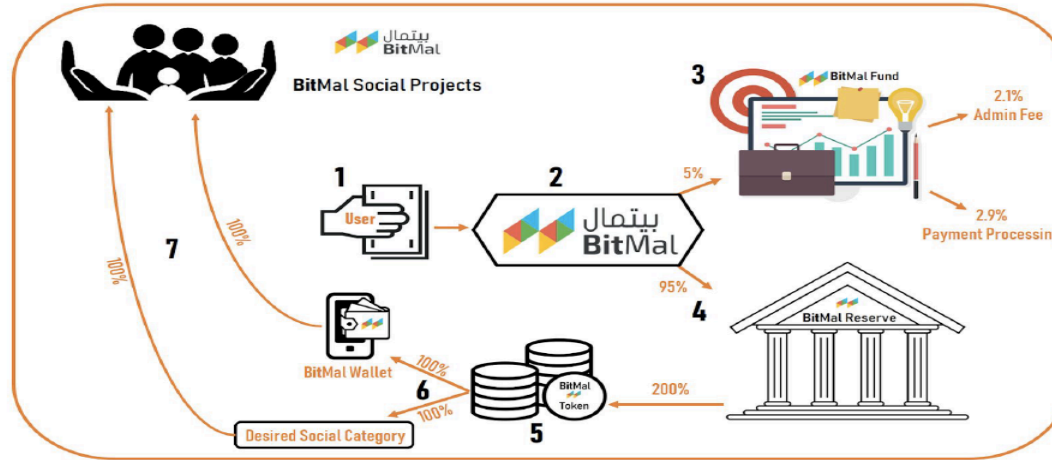 بيتمال
BitMal
BitMal Social Projects
3
BitMal Fund
2.1%
Admin Fee
1
2
5%
User
بيتمال
BitMal
2.9%
Payment Processin
100%
7
100%
95%
4
BitMal Reserve
BitMal Wallet
100%
6
100%
BitMal
Token
200%
5
Desired Social Category